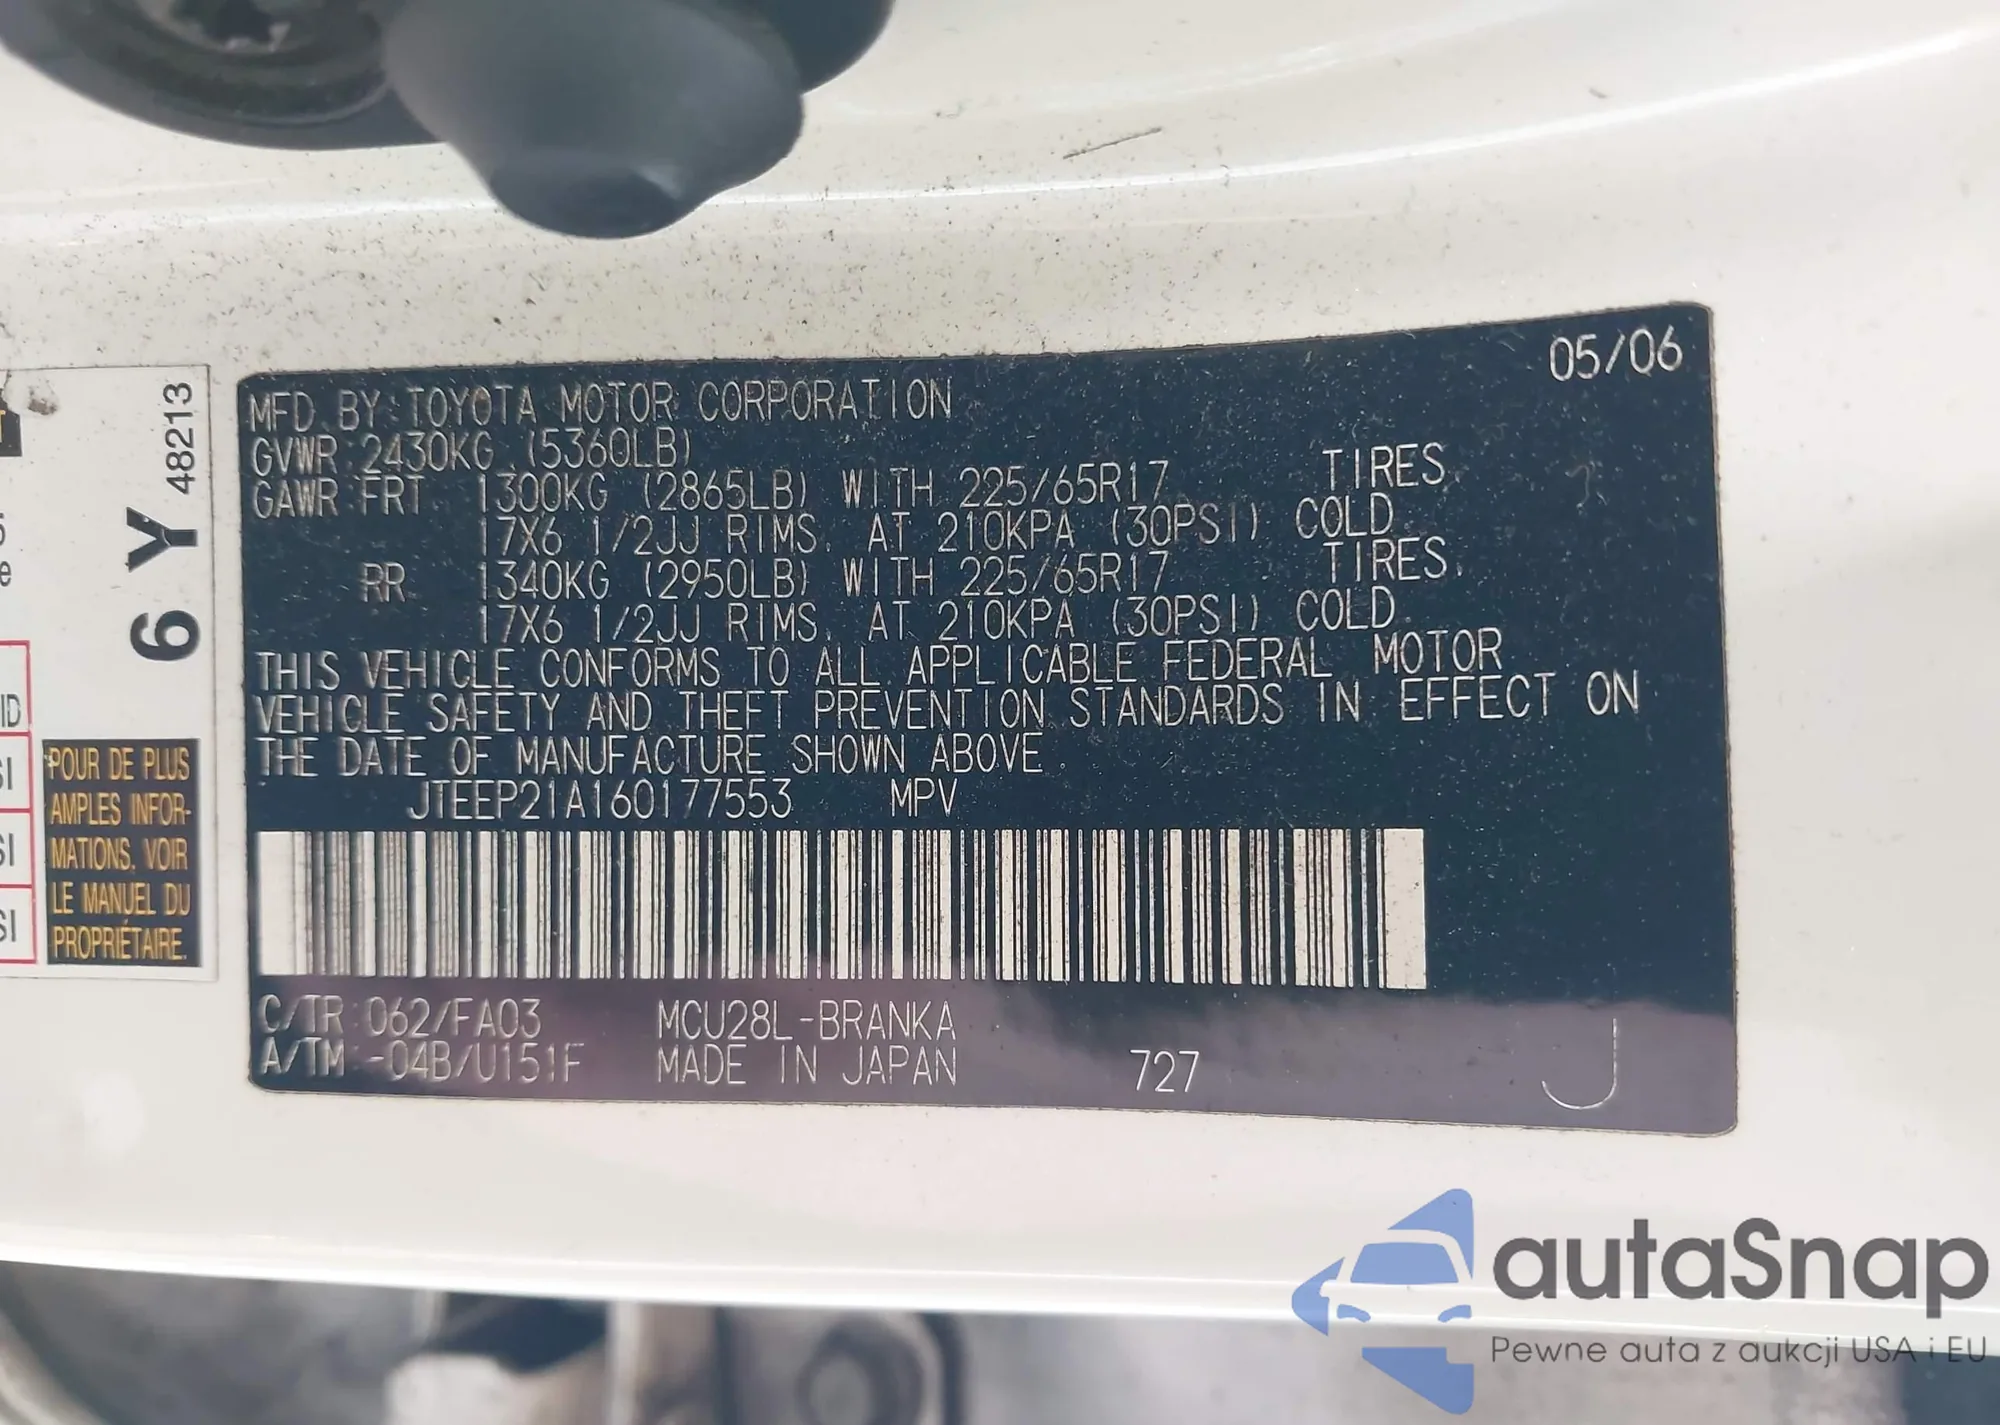 05/06
MFD. BY: TOYOTA MOTOR CORPORATION
GVWR 2430KG (5360LB)
GAWR FRT 1300KG (2865LB) WITH 225/65R17 TIRES.
17X6 1/2JJ RIMS. AT 210KPA (30PSI) COLD.
RR 1340KG (2950LB) WITH 225/65R17 TIRES.
17X6 1/2JJ RIMS. AT 210KPA (30PSI) COLD.
THIS VEHICLE CONFORMS TO ALL APPLICABLE FEDERAL MOTOR
VEHICLE SAFETY AND THEFT PREVENTION STANDARDS IN EFFECT ON
THE DATE OF MANUFACTURE SHOWN ABOVE.
JTEEP21A160177553 MPV
C/TR:062/FA03 MCU28L-BRANKA
A/TM -04B/U151F MADE IN JAPAN 727 J
6 Y 48213
POUR DE PLUS
AMPLES INFOR-
MATIONS, VOIR
LE MANUEL DU
PROPRIÉTAIRE.
autaSnap
Pewne auta z aukcji USA i EU